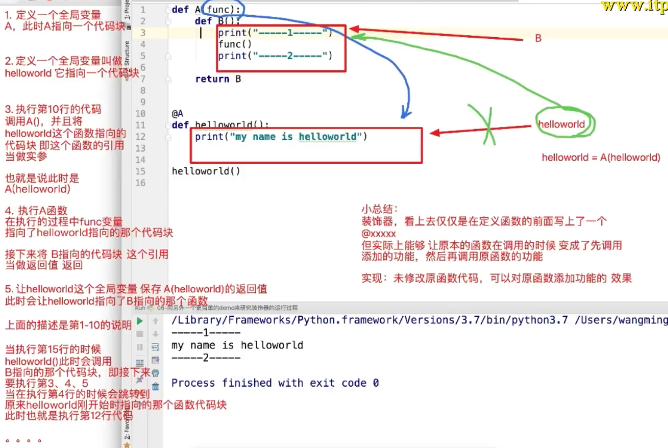 www.itp
1. 定义一个全局变量
A，此时A指向一个代码块
2.定义一个全局变量叫做
helloworld 它指向一个代码块
3. 执行第10行的代码
调用A()，并且将
helloworld这个函数指向的
代码块 即这个函数的引用
当做实参
也就是说此时是
A(helloworld)
4. 执行A函数
在执行的过程中func变量
指向了helloworld指向的那个代码块
接下来将 B指向的代码块 这个引用
当做返回值 返回
5. 让helloworld这个全局变量 保存 A(helloworld)的返回值
此时会让helloworld指向了B指向的那个函数
上面的描述是第1-10的说明
当执行第15行的时候
helloworld()此时会调用
B指向的那个代码块，即接下来
要执行第3、4、5
当在执行第4行的时候会跳转到
原来helloworld刚开始时指向的那个函数代码块
此时也就是执行第12行代码
。。。。
1 def A(func):
2 def B():
3 print("-----1-----")
4 func()
5 print("-----2-----")
6
7 return B
8
9
10 @A
11 def helloworld():
12 print("my name is helloworld")
13
14
15 helloworld()
16
B
helloworld
helloworld = A(helloworld)
小总结：
装饰器，看上去仅仅是在定义函数的前面写上了一个
@xxxxx
但实际上能够 让原本的函数在调用的时候 变成了先调用
添加的功能，然后再调用原函数的功能
实现：未修改原函数代码，可以对原函数添加功能的 效果
/Library/Frameworks/Python.framework/Versions/3.7/bin/python3.7 /Users/wangming
-----1-----
my name is helloworld
-----2-----
Process finished with exit code 0